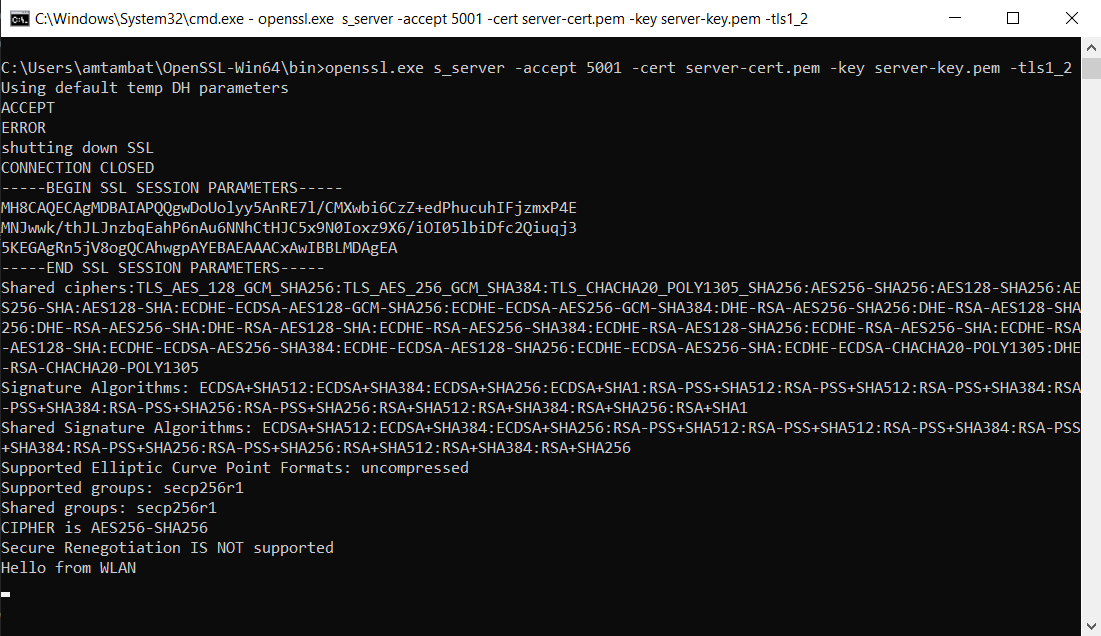 C:\Windows\System32\cmd.exe - openssl.exe  s_server -accept 5001 -cert server-cert.pem -key server-key.pem -tls1_2
C:\Users\amtambat\OpenSSL-Win64\bin>openssl.exe s_server -accept 5001 -cert server-cert.pem -key server-key.pem -tls1_2
Using default temp DH parameters
ACCEPT
ERROR
shutting down SSL
CONNECTION CLOSED
-----BEGIN SSL SESSION PARAMETERS-----
MH8CAQECAgMDBAIAPQQgwDoUolyy5AnRE7l/CMXwbi6CzZ+edPhucuhIFjzmxP4E
MNJwwk/thJLJnzbqEahP6nAu6NNhCtHJC5x9N0Ioxz9X6/iOI05lbiDfc2Qiuqj3
5KEGAgRn5jV8ogQCAhwgpAYEBAEAAACxAwIBBLMDAgEA
-----END SSL SESSION PARAMETERS-----
Shared ciphers:TLS_AES_128_GCM_SHA256:TLS_AES_256_GCM_SHA384:TLS_CHACHA20_POLY1305_SHA256:AES256-SHA256:AES128-SHA256:AE
S256-SHA:AES128-SHA:ECDHE-ECDSA-AES128-GCM-SHA256:ECDHE-ECDSA-AES256-GCM-SHA384:DHE-RSA-AES256-SHA256:DHE-RSA-AES128-SHA
256:DHE-RSA-AES256-SHA:DHE-RSA-AES128-SHA:ECDHE-RSA-AES256-SHA384:ECDHE-RSA-AES128-SHA256:ECDHE-RSA-AES256-SHA:ECDHE-RSA
-AES128-SHA:ECDHE-ECDSA-AES256-SHA384:ECDHE-ECDSA-AES128-SHA256:ECDHE-ECDSA-AES256-SHA:ECDHE-ECDSA-CHACHA20-POLY1305:DHE
-RSA-CHACHA20-POLY1305
Signature Algorithms: ECDSA+SHA512:ECDSA+SHA384:ECDSA+SHA256:ECDSA+SHA1:RSA-PSS+SHA512:RSA-PSS+SHA512:RSA-PSS+SHA384:RSA
-PSS+SHA384:RSA-PSS+SHA256:RSA-PSS+SHA256:RSA+SHA512:RSA+SHA384:RSA+SHA256:RSA+SHA1
Shared Signature Algorithms: ECDSA+SHA512:ECDSA+SHA384:ECDSA+SHA256:RSA-PSS+SHA512:RSA-PSS+SHA512:RSA-PSS+SHA384:RSA-PSS
+SHA384:RSA-PSS+SHA256:RSA-PSS+SHA256:RSA+SHA512:RSA+SHA384:RSA+SHA256
Supported Elliptic Curve Point Formats: uncompressed
Supported groups: secp256r1
Shared groups: secp256r1
CIPHER is AES256-SHA256
Secure Renegotiation IS NOT supported
Hello from WLAN